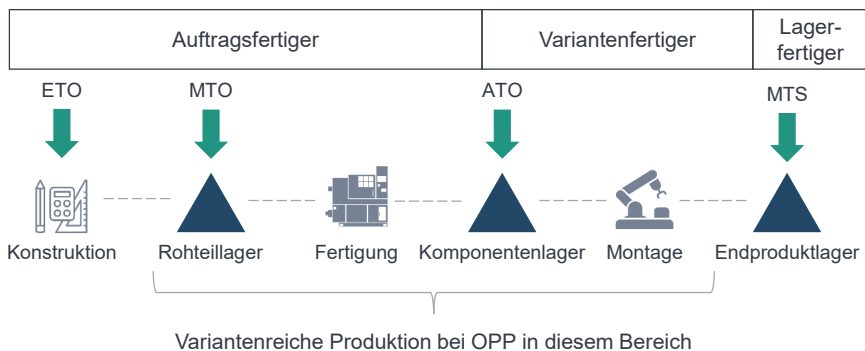 Auftragsfertiger
Variantenfertiger
Lager-
fertiger
ETO
MTO
ATO
MTS
Konstruktion
Rohteillager
Fertigung
Komponentenlager
Montage
Endproduktlager
Variantenreiche Produktion bei OPP in diesem Bereich